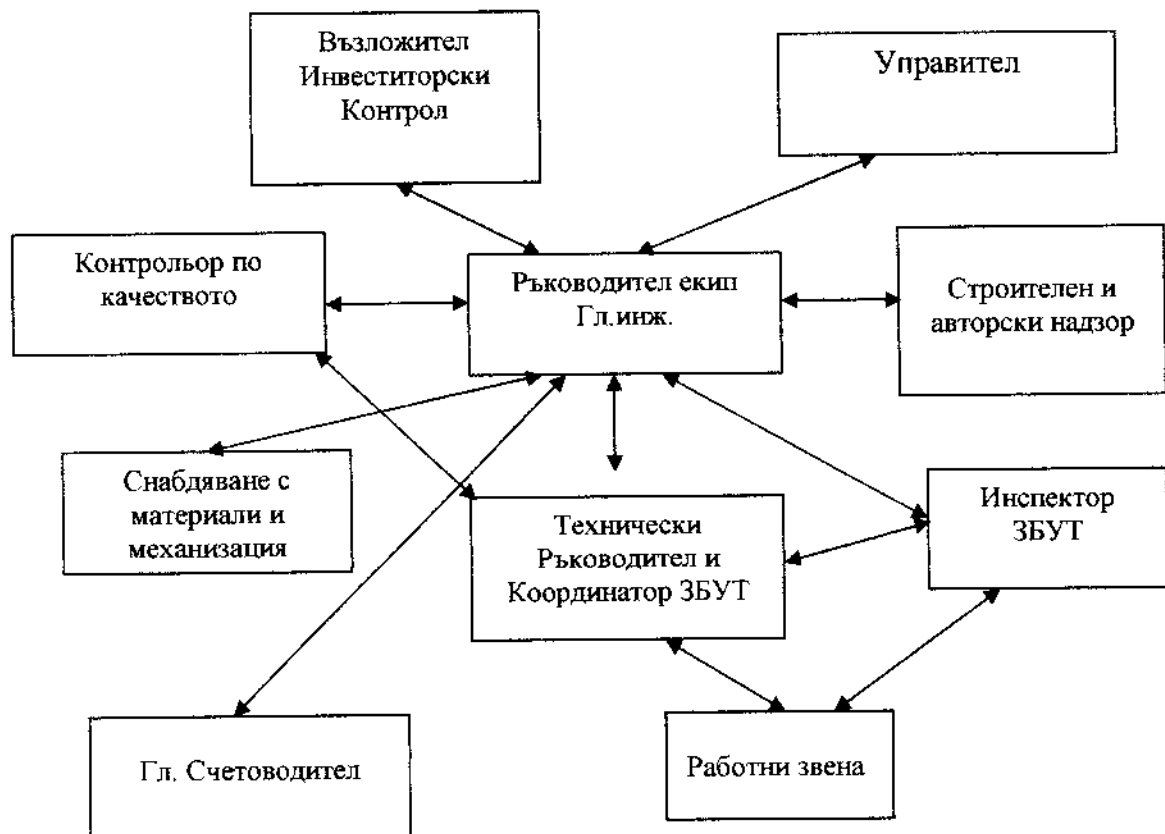 Възложител
Инвеститорски
Контрол
Управител
Контрольор по
качеството
Ръководител екип
Гл.инж.
Строителен и
авторски надзор
Снабдяване с
материали и
механизация
Технически
Ръководител и
Координатор ЗБУТ
Инспектор
ЗБУТ
Гл. Счетоводител
Работни звена